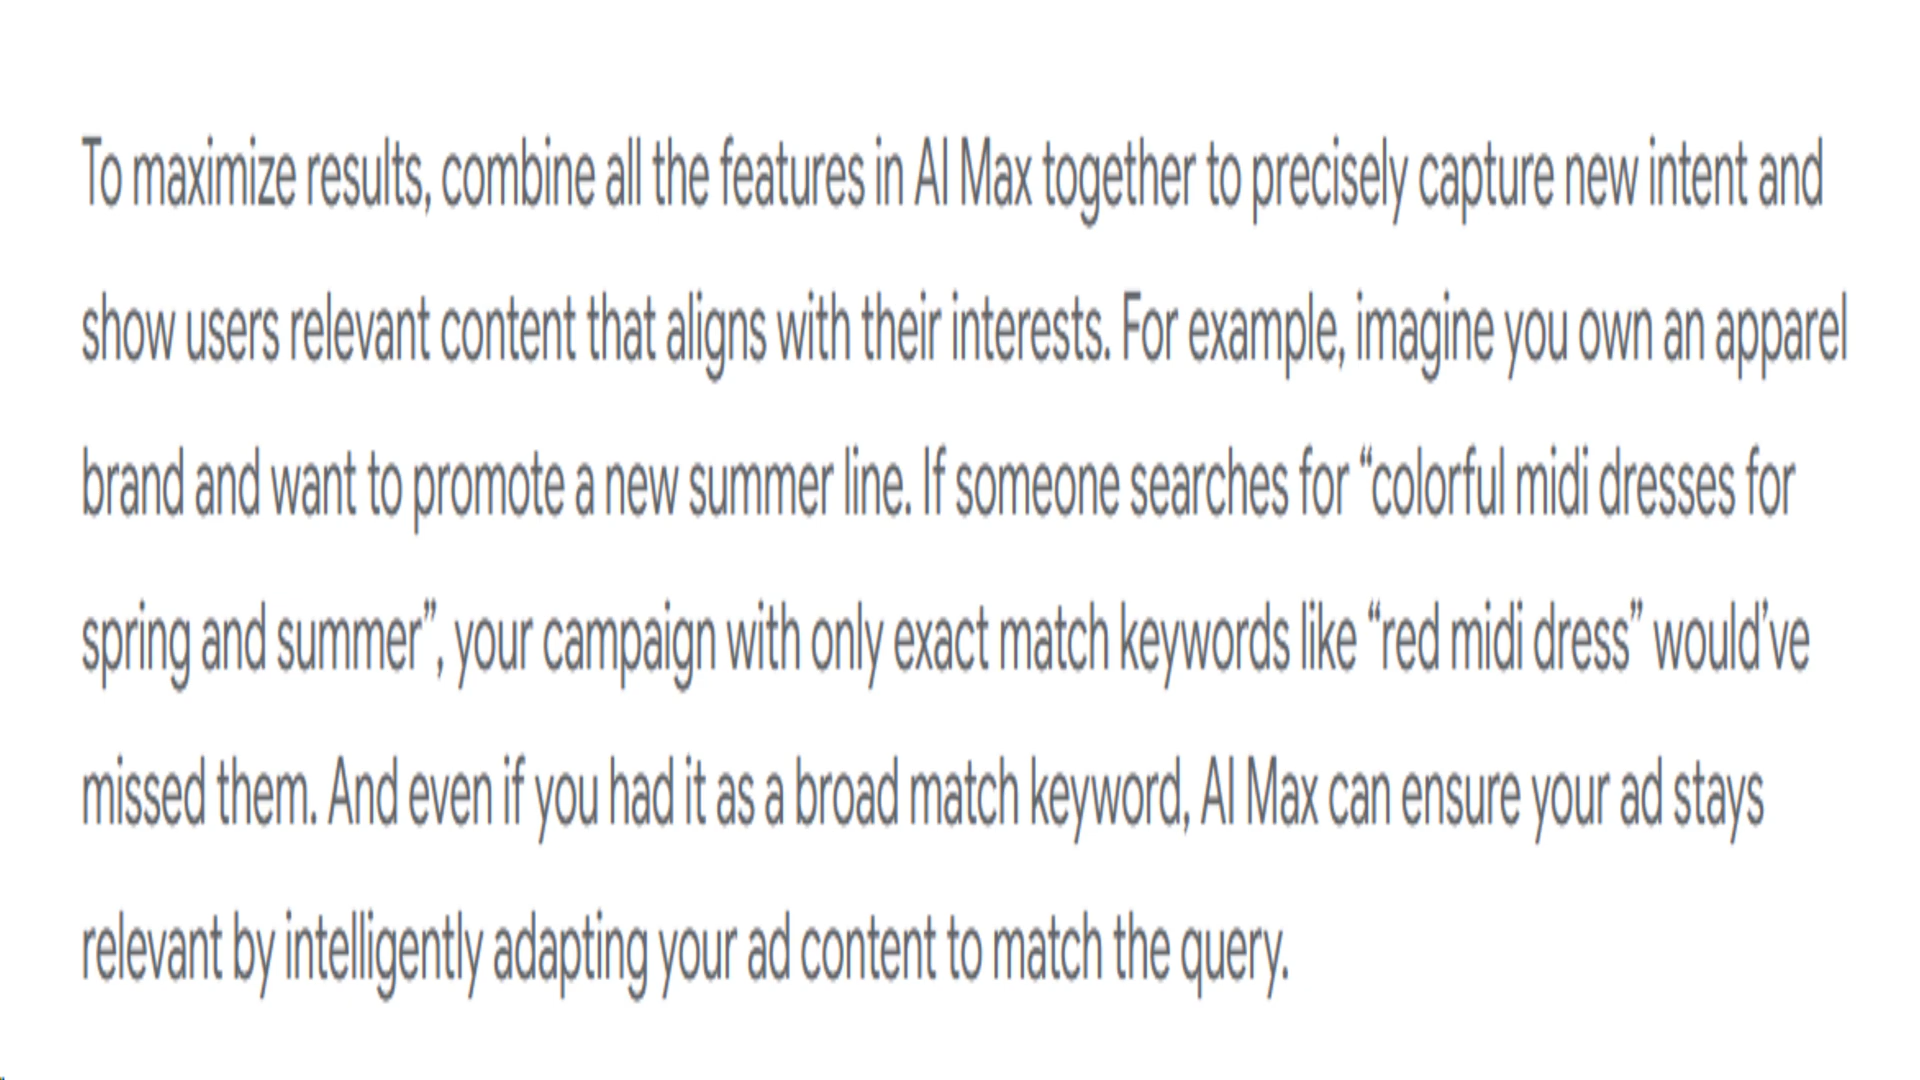 To maximize results, combine all the features in AI Max together to precisely capture new intent and
show users relevant content that aligns with their interests. For example, imagine you own an apparel
brand and want to promote a new summer line. If someone searches for “colorful midi dresses for
spring and summer”, your campaign with only exact match keywords like “red midi dress” would’ve
missed them. And even if you had it as a broad match keyword, AI Max can ensure your ad stays
relevant by intelligently adapting your ad content to match the query.